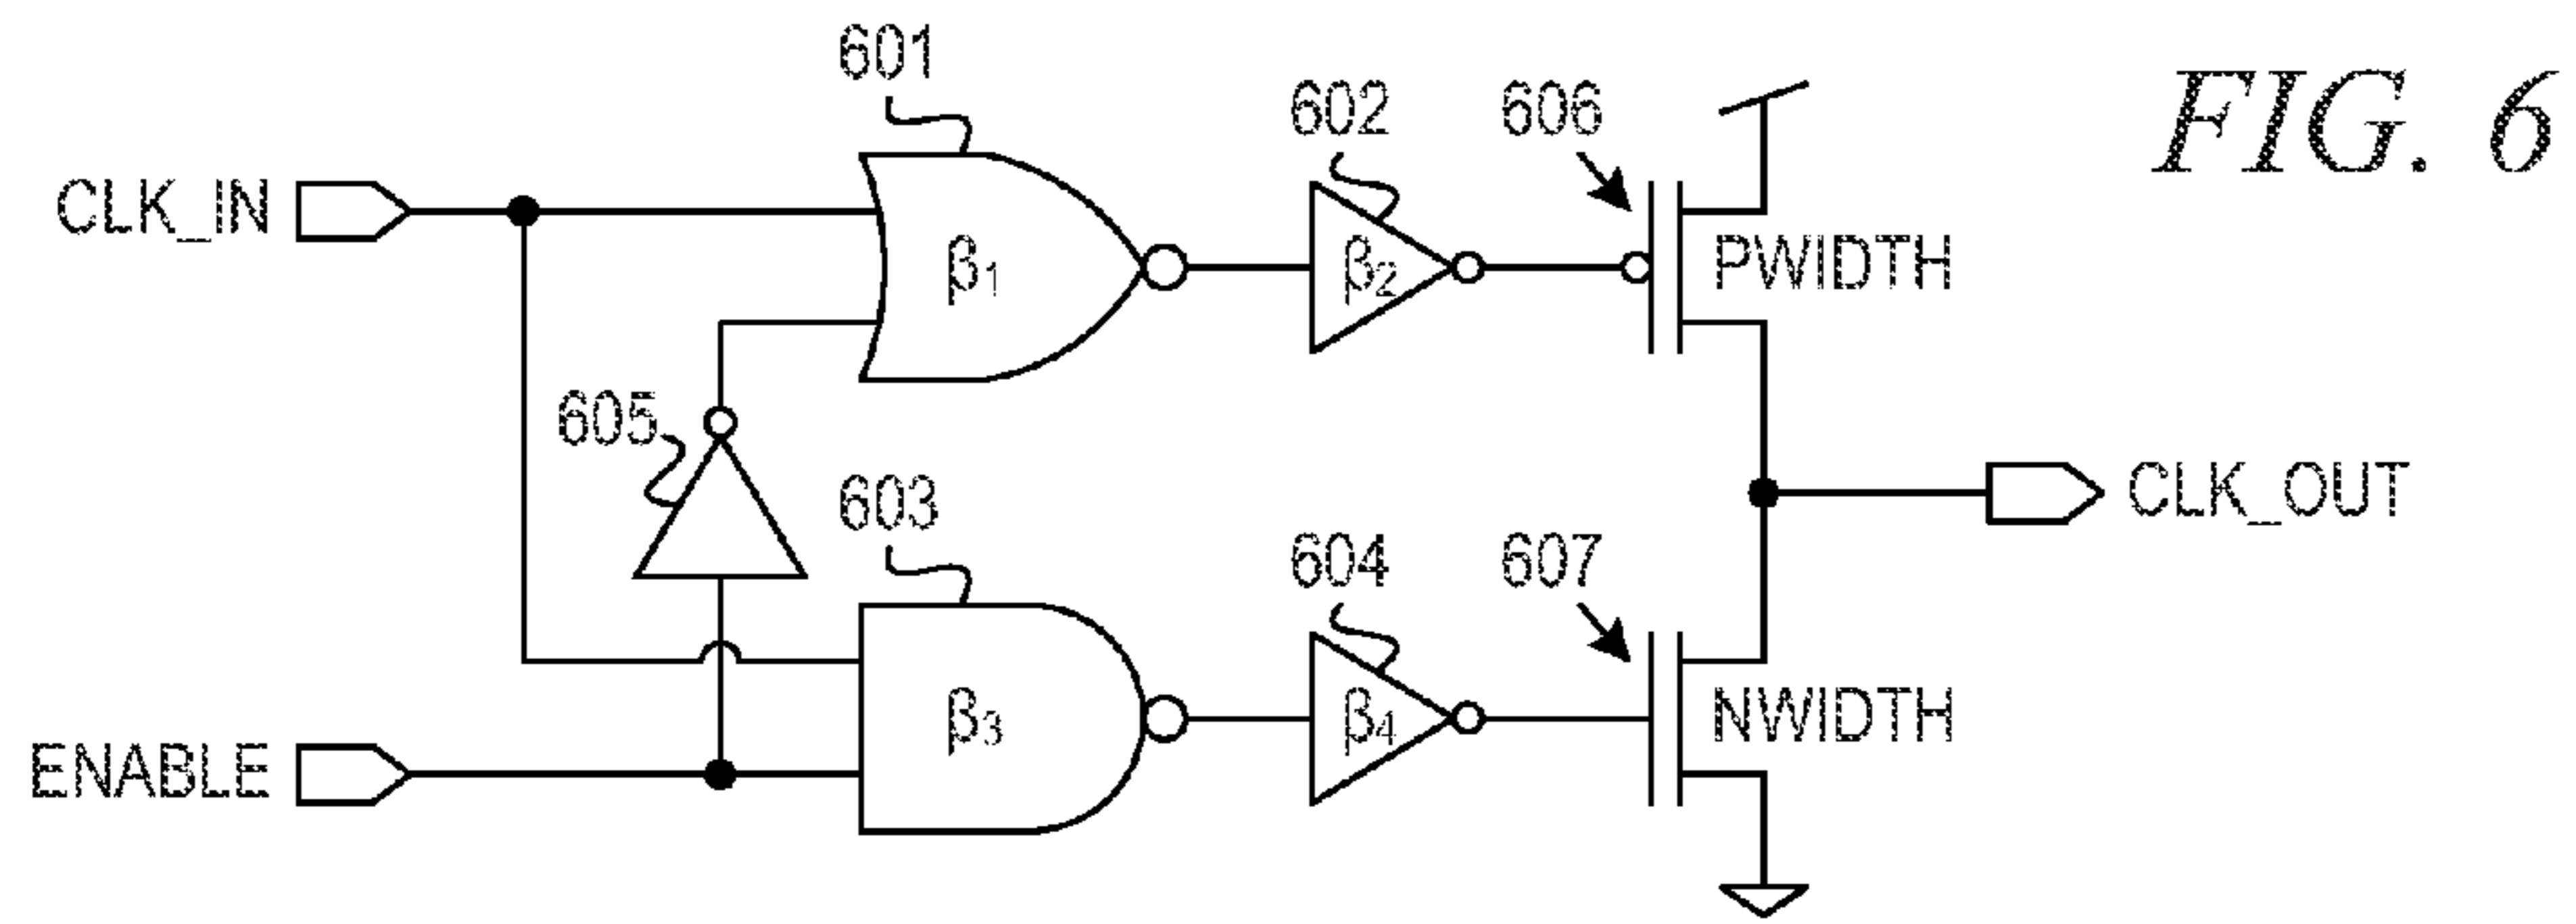 601
602
606
FIG. 6
CLK_IN
β₁
β₂
PWIDTH
605
603
604
607
CLK_OUT
β₃
β₄
NWIDTH
ENABLE